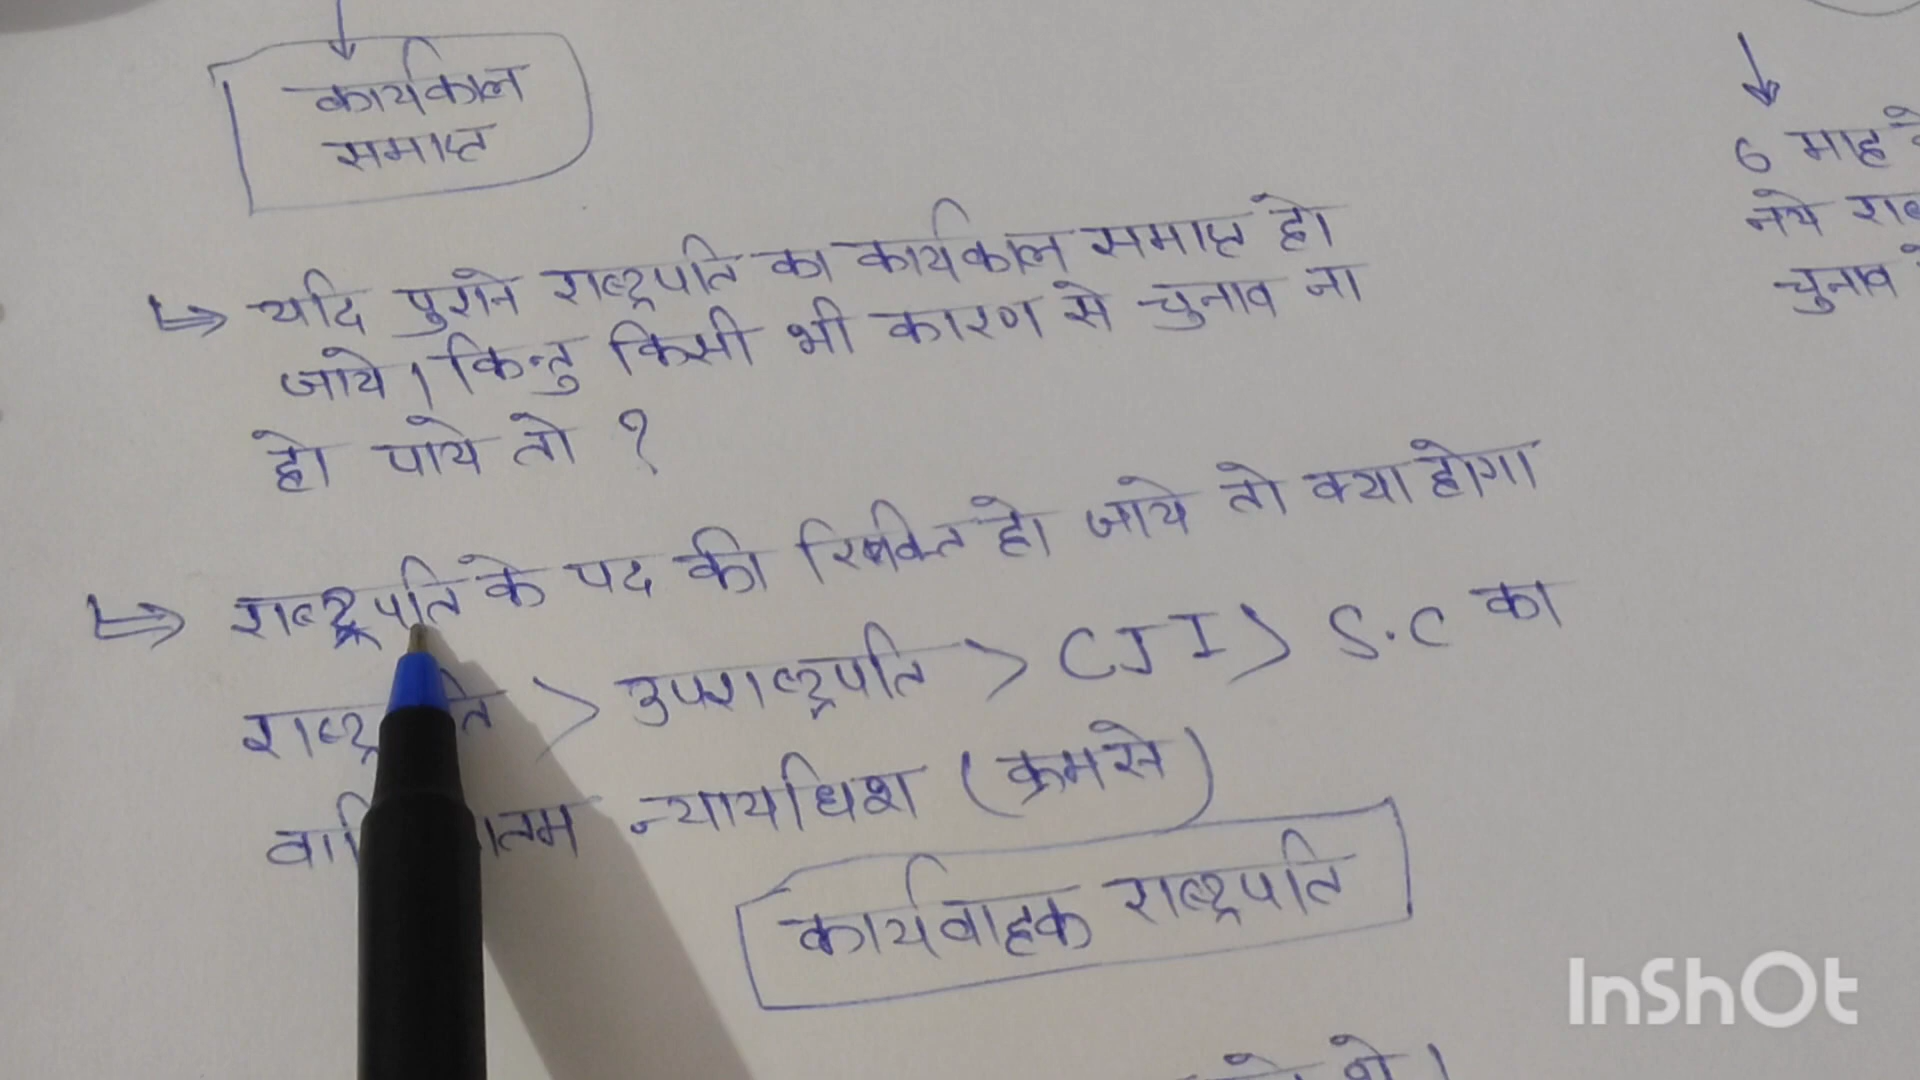 कार्यकाल
समाप्त
6 माह
नये
चुनाव
↳ यदि पुराने राष्ट्रपति का कार्यकाल समाप्त हो
जाये। किन्तु किसी भी कारण से चुनाव ना
हो पाये तो ?
↳ राष्ट्रपति के पद की रिक्ति हो जाये तो क्या होगा
> उपराष्ट्रपति > CJI > S.C का
न्यायधिश (क्रमसे)
कार्यवाहक राष्ट्रपति
InShOt